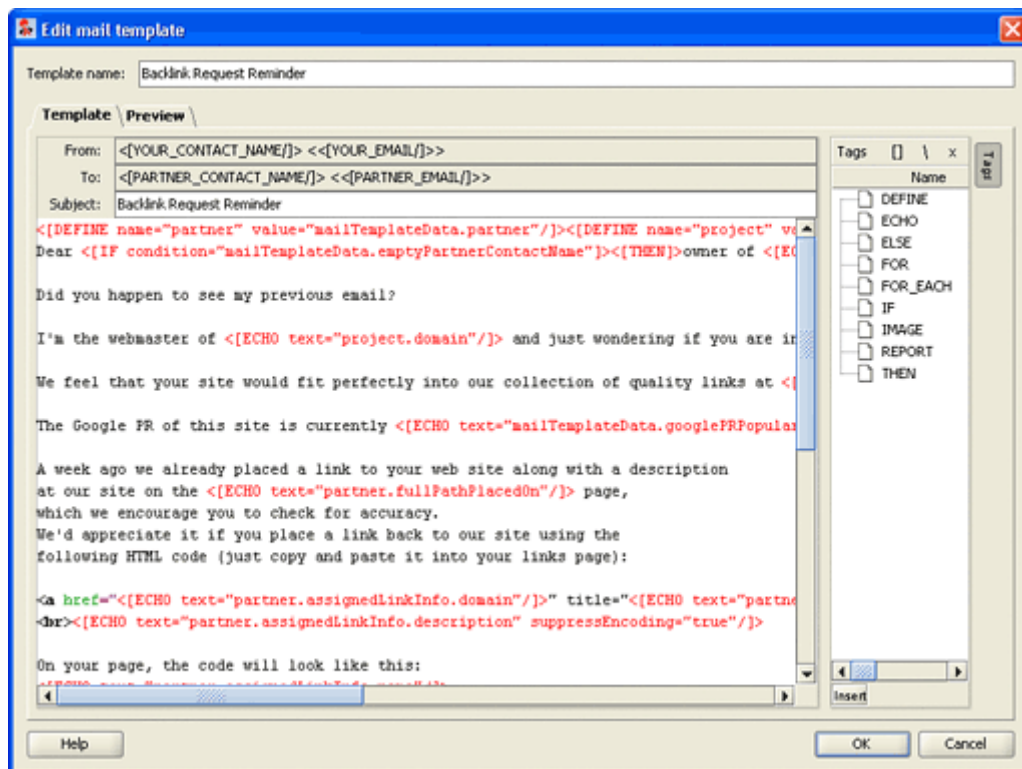 Edit mail template
Template name: Backlink Request Reminder
Template \ Preview \
From: <[YOUR_CONTACT_NAME/]> <<[YOUR_EMAIL/]>>
To: <[PARTNER_CONTACT_NAME/]> <<[PARTNER_EMAIL/]>>
Subject: Backlink Request Reminder
<[DEFINE name="partner" value="mailTemplateData.partner"/]><[DEFINE name="project" va
Dear <[IF condition="mailTemplateData.emptyPartnerContactName"]><[THEN]>owner of <[EC
Did you happen to see my previous email?
I'm the webmaster of <[ECHO text="project.domain"/]> and just wondering if you are in
We feel that your site would fit perfectly into our collection of quality links at <[
The Google PR of this site is currently <[ECHO text="mailTemplateData.googlePRPopular
A week ago we already placed a link to your web site along with a description
at our site on the <[ECHO text="partner.fullPathPlacedOn"/]> page,
which we encourage you to check for accuracy.
We'd appreciate it if you place a link back to our site using the
following HTML code (just copy and paste it into your links page):
<a href="<[ECHO text="partner.assignedLinkInfo.domain"/]>" title="<[ECHO text="partne
<br><[ECHO text="partner.assignedLinkInfo.description" suppressEncoding="true"/]>
On your page, the code will look like this:
Tags [] \ x
Tags
Name
DEFINE
ECHO
ELSE
FOR
FOR_EACH
IF
IMAGE
REPORT
THEN
Insert
Help
OK
Cancel